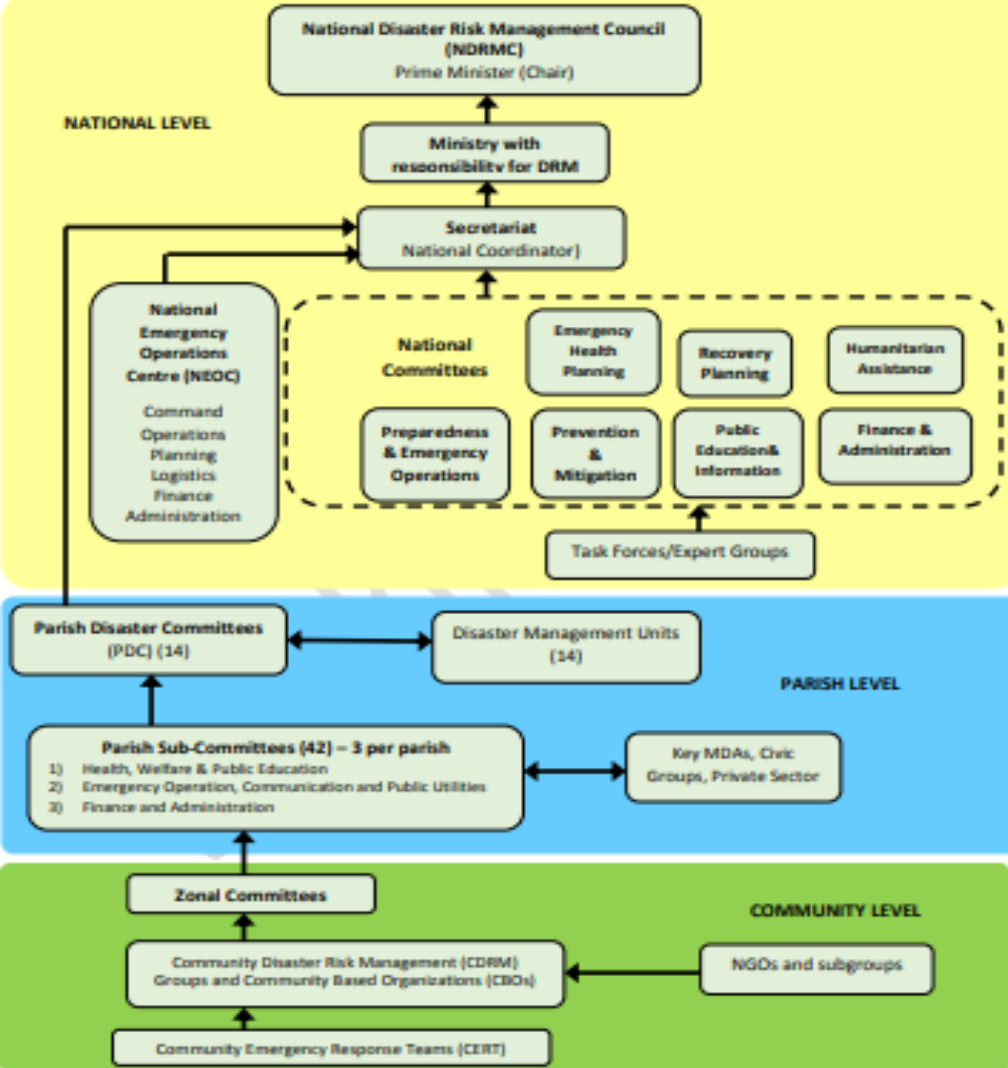 National Disaster Risk Management Council
(NDRMC)
Prime Minister (Chair)
NATIONAL LEVEL
Ministry with
responsibility for DRM
Secretariat
National Coordinator)
National
Emergency
Operations
Centre (NEOC)
Command
Operations
Planning
Logistics
Finance
Administration
National
Committees
Emergency
Health
Planning
Recovery
Planning
Humanitarian
Assistance
Preparedness
& Emergency
Operations
Prevention
&
Mitigation
Public
Education&
Information
Finance &
Administration
Task Forces/Expert Groups
Parish Disaster Committees
(PDC) (14)
Disaster Management Units
(14)
PARISH LEVEL
Parish Sub-Committees (42) – 3 per parish
1) Health, Welfare & Public Education
2) Emergency Operation, Communication and Public Utilities
3) Finance and Administration
Key MDAs, Civic
Groups, Private Sector
Zonal Committees
COMMUNITY LEVEL
Community Disaster Risk Management (CDRM)
Groups and Community Based Organizations (CBOs)
NGOs and subgroups
Community Emergency Response Teams (CERT)